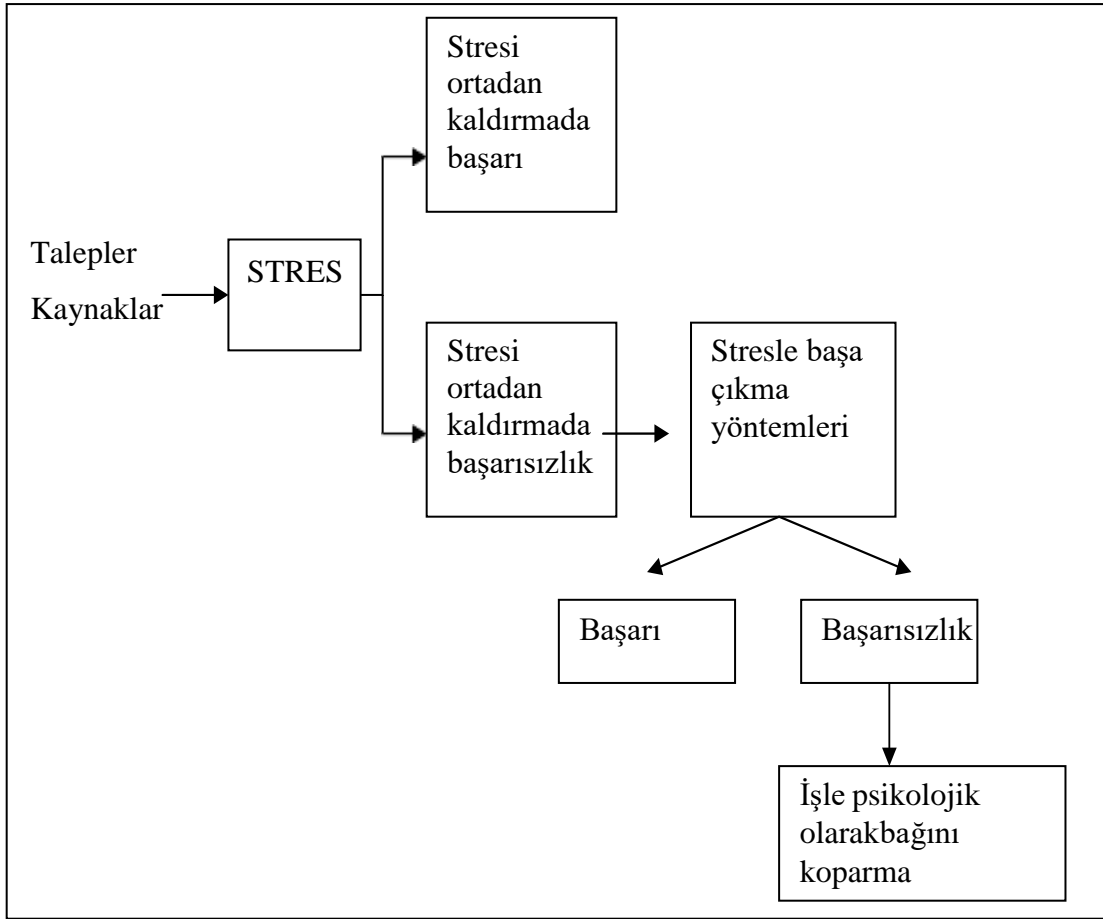 Stresi
ortadan
kaldırmada
başarı
Talepler
Kaynaklar
STRES
Stresi
ortadan
kaldırmada
başarısızlık
Stresle başa
çıkma
yöntemleri
Başarı
Başarısızlık
İşle psikolojik
olarakbağını
koparma